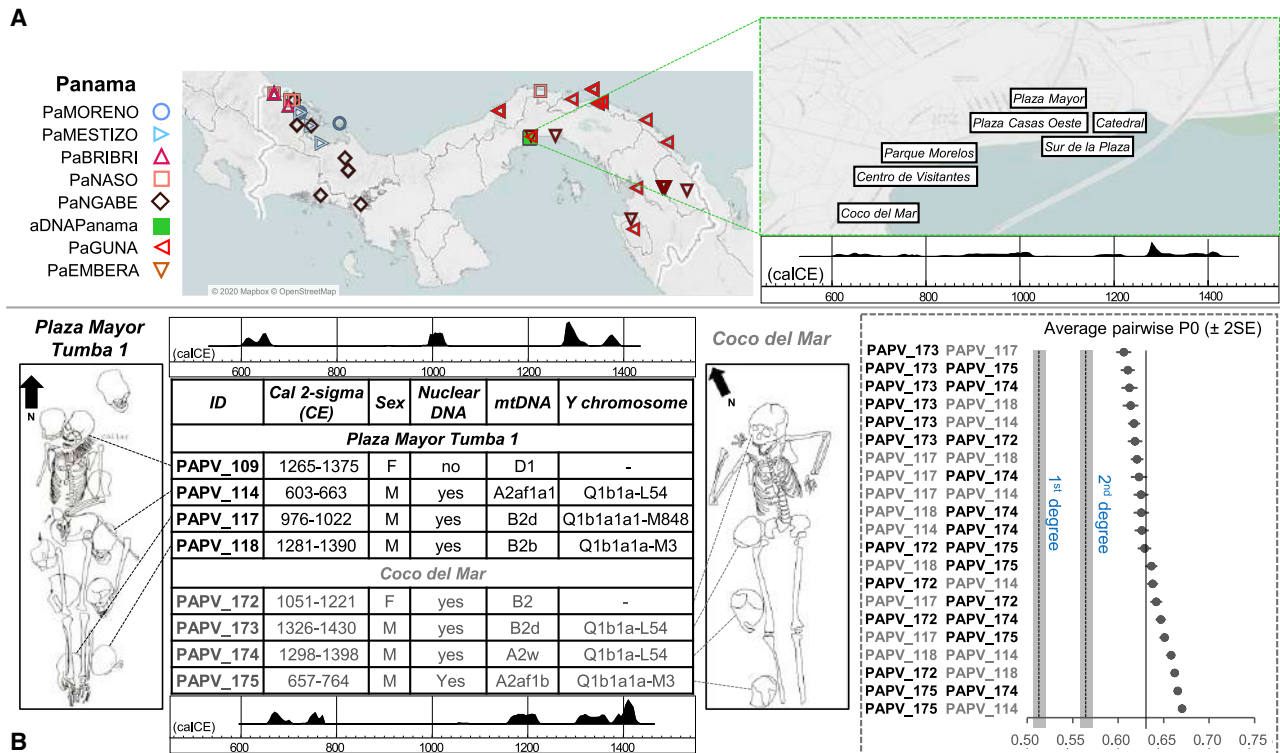 A
Panama
PaMORENO
PaMESTIZO
PaBRIBRI
PaNASO
PaNGABE
aDNAPanama
PaGUNA
PaEMBERA
© 2020 Mapbox © OpenStreetMap
Plaza Mayor
Plaza Casas Oeste
Catedral
Sur de la Plaza
Parque Morelos
Centro de Visitantes
Coco del Mar
(calCE)
600 800 1000 1200 1400
B
Plaza Mayor
Tumba 1
N
(calCE)
600 800 1000 1200 1400
ID Cal 2-sigma (CE) Sex Nuclear DNA mtDNA Y chromosome
Plaza Mayor Tumba 1
PAPV_109 1265-1375 F no D1 -
PAPV_114 603-663 M yes A2af1a1 Q1b1a-L54
PAPV_117 976-1022 M yes B2d Q1b1a1a1-M848
PAPV_118 1281-1390 M yes B2b Q1b1a1a-M3
Coco del Mar
PAPV_172 1051-1221 F yes B2 -
PAPV_173 1326-1430 M yes B2d Q1b1a-L54
PAPV_174 1298-1398 M yes A2w Q1b1a-L54
PAPV_175 657-764 M Yes A2af1b Q1b1a1a-M3
(calCE)
600 800 1000 1200 1400
Coco del Mar
N
Average pairwise P0 (± 2SE)
PAPV_173 PAPV_117
PAPV_173 PAPV_175
PAPV_173 PAPV_174
PAPV_173 PAPV_118
PAPV_173 PAPV_114
PAPV_173 PAPV_172
PAPV_117 PAPV_118
PAPV_117 PAPV_174
PAPV_117 PAPV_114
PAPV_118 PAPV_174
PAPV_114 PAPV_174
PAPV_172 PAPV_175
PAPV_118 PAPV_175
PAPV_172 PAPV_114
PAPV_117 PAPV_172
PAPV_172 PAPV_174
PAPV_117 PAPV_175
PAPV_118 PAPV_114
PAPV_172 PAPV_118
PAPV_175 PAPV_174
PAPV_175 PAPV_114
1st degree
2nd degree
0.50 0.55 0.60 0.65 0.70 0.75